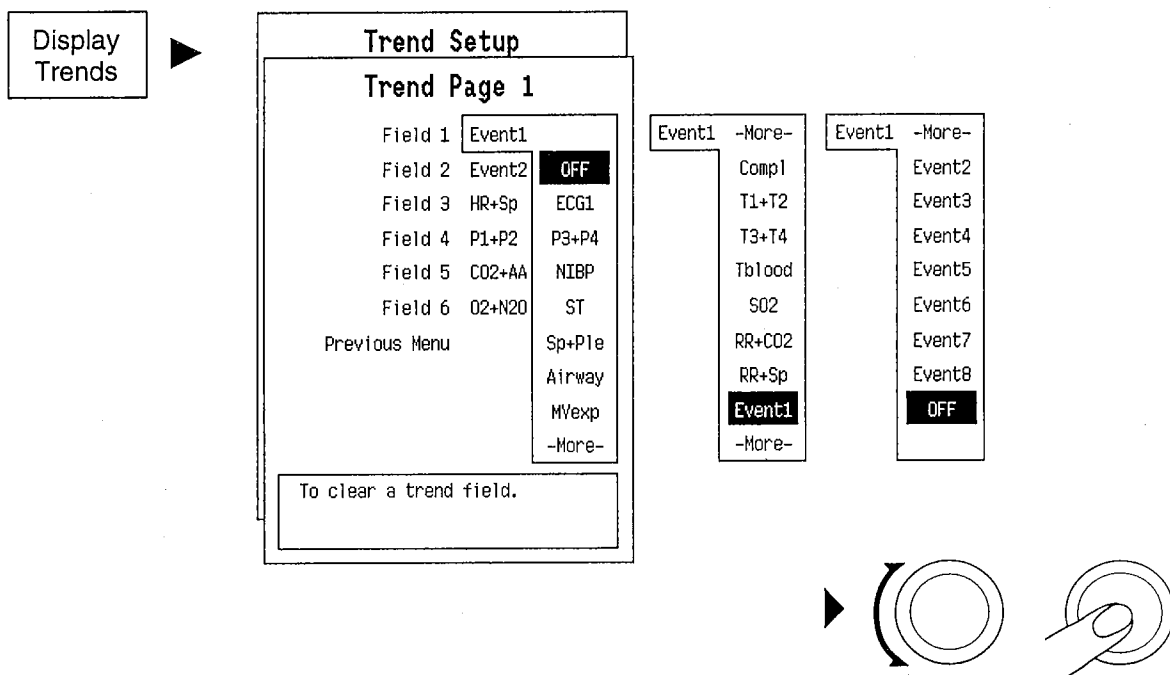 Display
Trends
Trend Setup
Trend Page 1
Field 1 Event1
Field 2 Event2 OFF
Field 3 HR+Sp ECG1
Field 4 P1+P2 P3+P4
Field 5 CO2+AA NIBP
Field 6 O2+N2O ST
Previous Menu Sp+Ple
Airway
MVexp
-More-
To clear a trend field.
Event1 -More-
Compl
T1+T2
T3+T4
Tblood
SO2
RR+CO2
RR+Sp
Event1
-More-
Event1 -More-
Event2
Event3
Event4
Event5
Event6
Event7
Event8
OFF